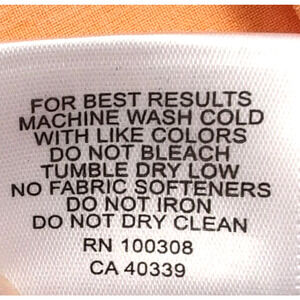 FOR BEST RESULTS
MACHINE WASH COLD
WITH LIKE COLORS
DO NOT BLEACH
TUMBLE DRY LOW
NO FABRIC SOFTENERS
DO NOT IRON
DO NOT DRY CLEAN
RN 100308
CA 40339